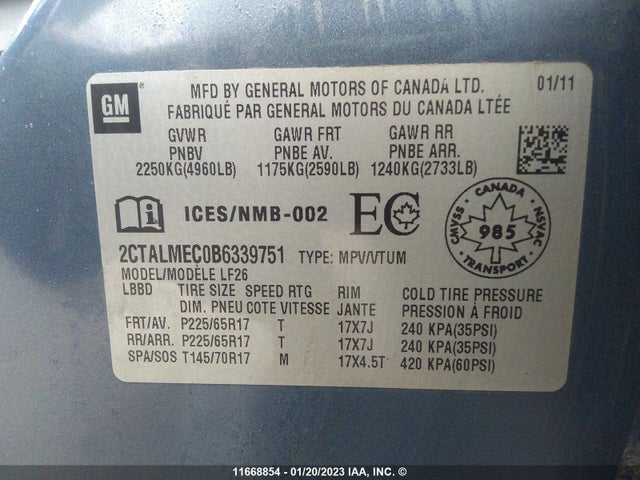 GM
MFD BY GENERAL MOTORS OF CANADA LTD. 01/11
FABRIQUÉ PAR GENERAL MOTORS DU CANADA LTÉE
GVWR GAWR FRT GAWR RR
PNBV PNBE AV. PNBE ARR.
2250KG(4960LB) 1175KG(2590LB) 1240KG(2733LB)
ICES/NMB-002 EC
CANADA
CMVSS 985 NSVAC
TRANSPORT
2CTALMEC0B6339751 TYPE: MPV/VTUM
MODEL/MODÈLE LF26
LBBD TIRE SIZE SPEED RTG RIM COLD TIRE PRESSURE
DIM. PNEU COTE VITESSE JANTE PRESSION À FROID
FRT/AV. P225/65R17 T 17X7J 240 KPA(35PSI)
RR/ARR. P225/65R17 T 17X7J 240 KPA(35PSI)
SPA/SOS T145/70R17 M 17X4.5T 420 KPA(60PSI)
11668854 - 01/20/2023 IAA, INC. ©